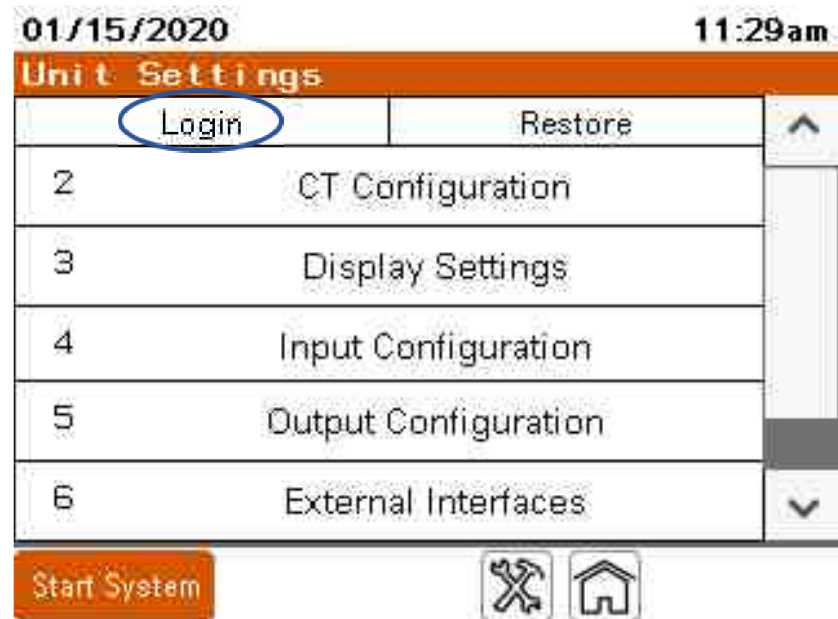 01/15/2020 11:29am
Unit Settings
Login Restore
2 CT Configuration
3 Display Settings
4 Input Configuration
5 Output Configuration
6 External Interfaces
Start System